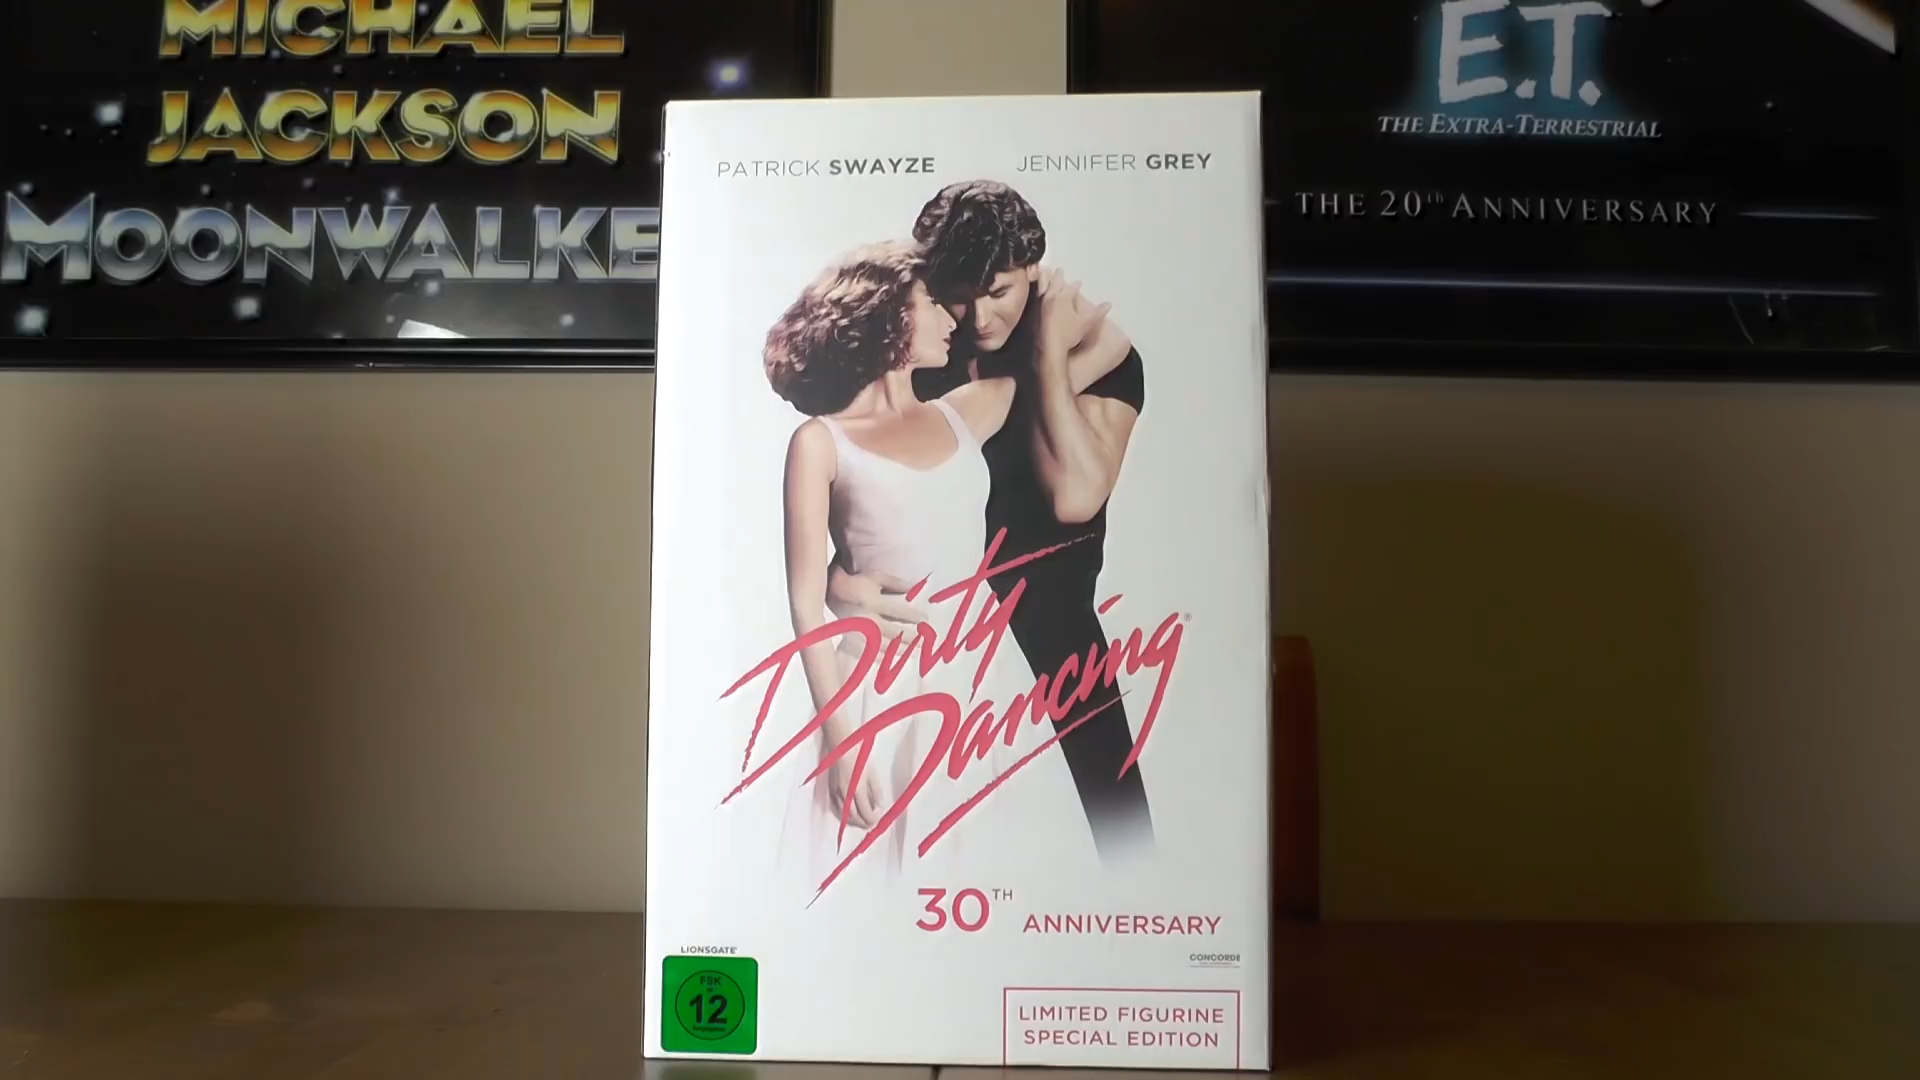 MICHAEL
JACKSON
MOONWALKE
E.T.
THE EXTRA-TERRESTRIAL
THE 20th ANNIVERSARY
PATRICK SWAYZE
JENNIFER GREY
Dirty
Dancing®
30TH ANNIVERSARY
LIONSGATE
CONCORDE
FSK
12
LIMITED FIGURINE
SPECIAL EDITION